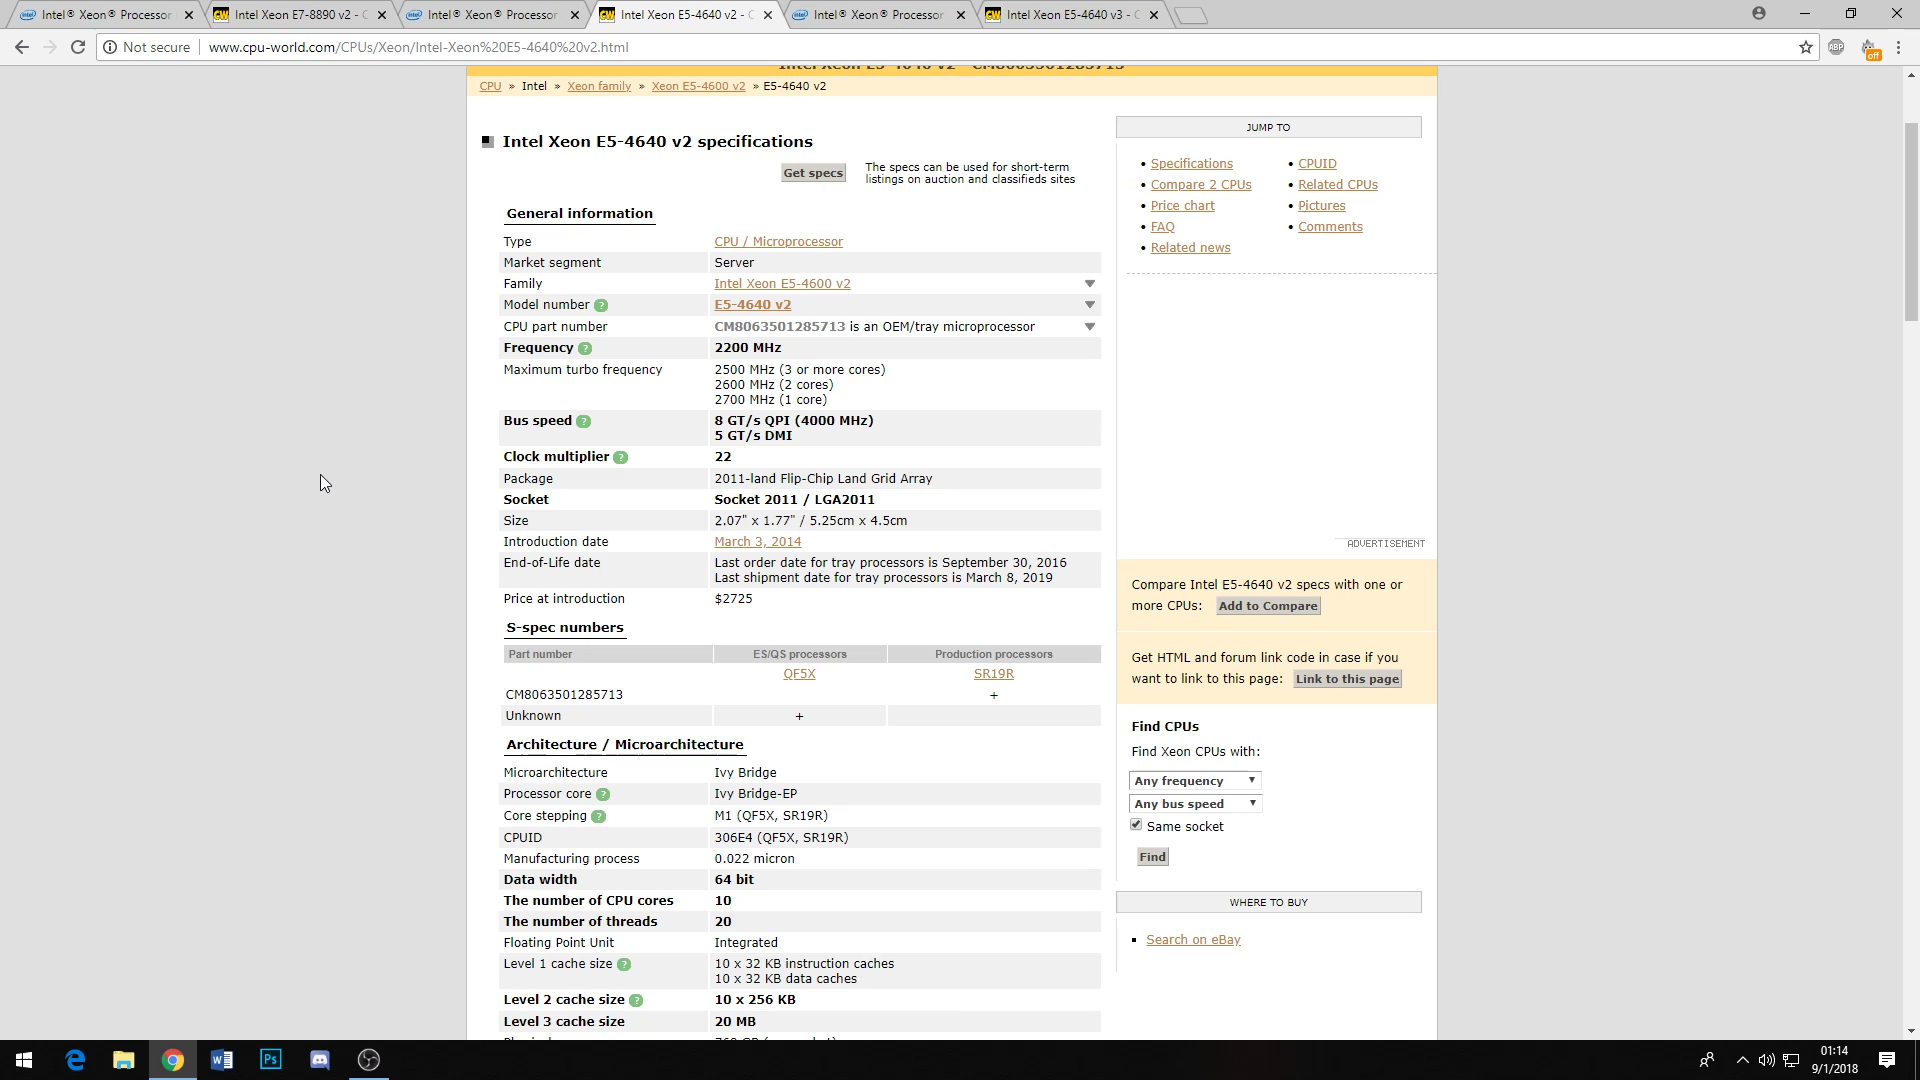 Intel® Xeon® Processor
Intel Xeon E7-8890 v2 - C
Intel® Xeon® Processor
Intel Xeon E5-4640 v2 - C
Intel® Xeon® Processor
Intel Xeon E5-4640 v3 - C
Not secure
www.cpu-world.com/CPUs/Xeon/Intel-Xeon%20E5-4640%20v2.html
ABP
off
Intel Xeon E5-4640 v2 - CM8063501285713
CPU » Intel » Xeon family » Xeon E5-4600 v2 » E5-4640 v2
Intel Xeon E5-4640 v2 specifications
Get specs
The specs can be used for short-term
listings on auction and classifieds sites
General information
Type CPU / Microprocessor
Market segment Server
Family Intel Xeon E5-4600 v2
Model number ? E5-4640 v2
CPU part number CM8063501285713 is an OEM/tray microprocessor
Frequency ? 2200 MHz
Maximum turbo frequency 2500 MHz (3 or more cores)
2600 MHz (2 cores)
2700 MHz (1 core)
Bus speed ? 8 GT/s QPI (4000 MHz)
5 GT/s DMI
Clock multiplier ? 22
Package 2011-land Flip-Chip Land Grid Array
Socket Socket 2011 / LGA2011
Size 2.07" x 1.77" / 5.25cm x 4.5cm
Introduction date March 3, 2014
End-of-Life date Last order date for tray processors is September 30, 2016
Last shipment date for tray processors is March 8, 2019
Price at introduction $2725
S-spec numbers
Part number ES/QS processors Production processors
QF5X SR19R
CM8063501285713 +
Unknown +
Architecture / Microarchitecture
Microarchitecture Ivy Bridge
Processor core ? Ivy Bridge-EP
Core stepping ? M1 (QF5X, SR19R)
CPUID 306E4 (QF5X, SR19R)
Manufacturing process 0.022 micron
Data width 64 bit
The number of CPU cores 10
The number of threads 20
Floating Point Unit Integrated
Level 1 cache size ? 10 x 32 KB instruction caches
10 x 32 KB data caches
Level 2 cache size ? 10 x 256 KB
Level 3 cache size 20 MB
JUMP TO
• Specifications • CPUID
• Compare 2 CPUs • Related CPUs
• Price chart • Pictures
• FAQ • Comments
• Related news
ADVERTISEMENT
Compare Intel E5-4640 v2 specs with one or
more CPUs: Add to Compare
Get HTML and forum link code in case if you
want to link to this page: Link to this page
Find CPUs
Find Xeon CPUs with:
Any frequency
Any bus speed
Same socket
Find
WHERE TO BUY
Search on eBay
01:14
9/1/2018